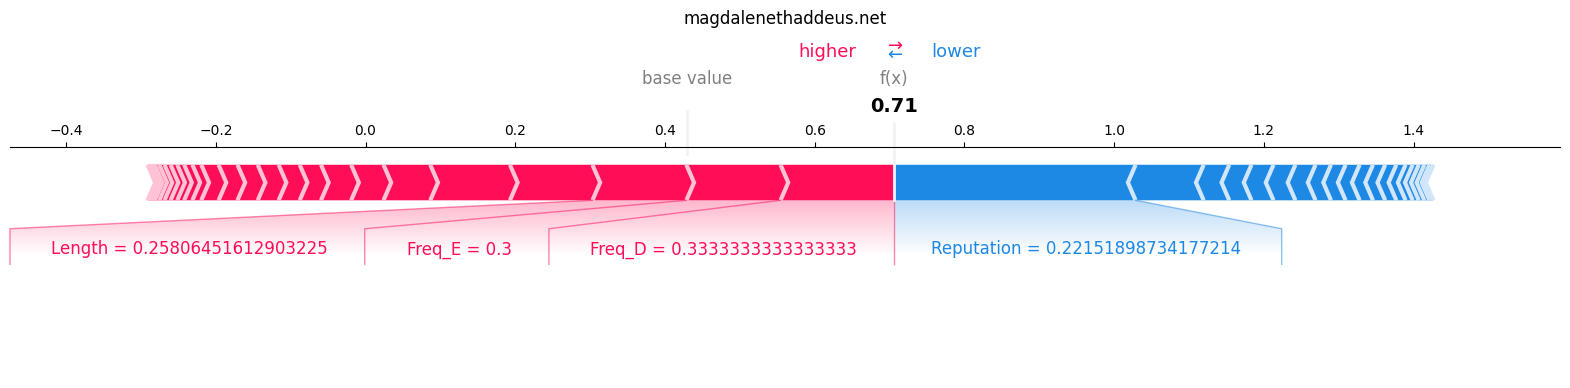 magdalenethaddeus.net
higher ⇄ lower
base value f(x)
0.71
−0.4 −0.2 0.0 0.2 0.4 0.6 0.8 1.0 1.2 1.4
Length = 0.25806451612903225 Freq_E = 0.3 Freq_D = 0.3333333333333333 Reputation = 0.22151898734177214